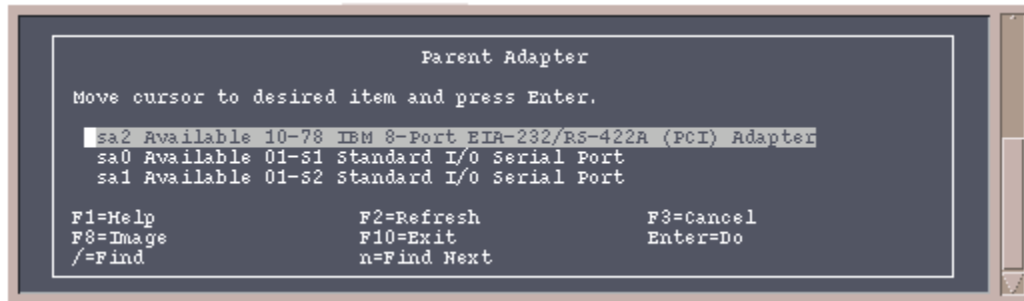 Parent Adapter
Move cursor to desired item and press Enter.
sa2 Available 10-78 IBM 8-Port EIA-232/RS-422A (PCI) Adapter
sa0 Available 01-S1 Standard I/O Serial Port
sa1 Available 01-S2 Standard I/O Serial Port
F1=Help F2=Refresh F3=Cancel
F8=Image F10=Exit Enter=Do
/=Find n=Find Next